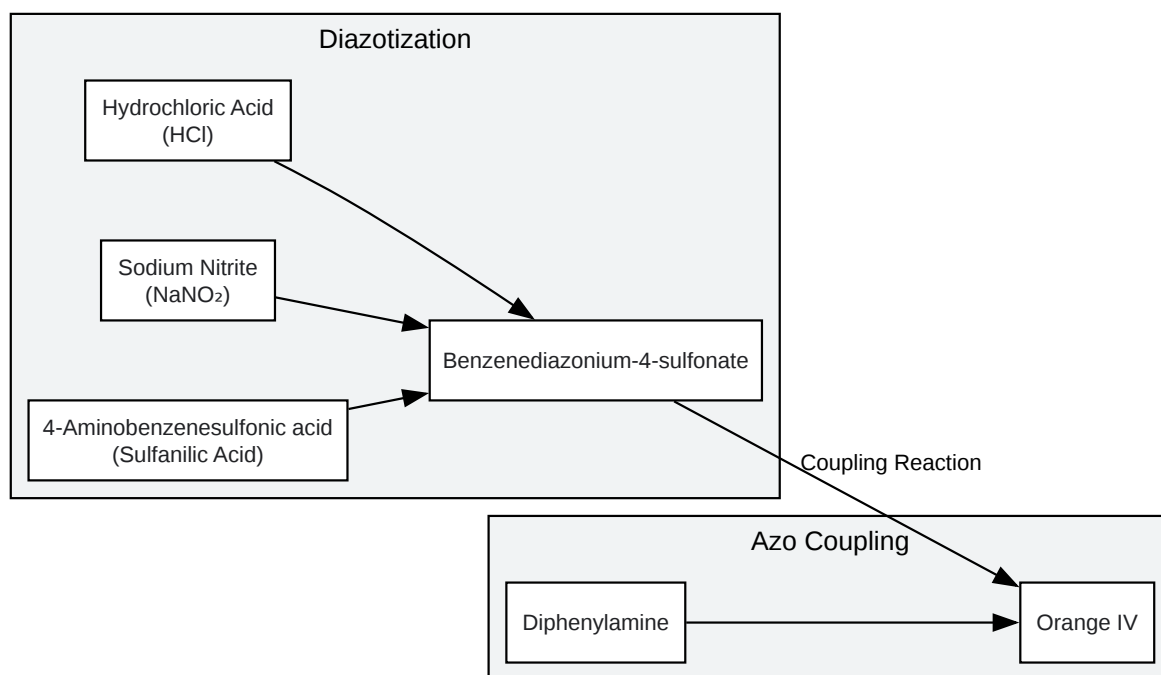 Diazotization
Hydrochloric Acid
(HCl)
Sodium Nitrite
(NaNO₂)
Benzenediazonium-4-sulfonate
4-Aminobenzenesulfonic acid
(Sulfanilic Acid)
Coupling Reaction
Azo Coupling
Diphenylamine
Orange IV